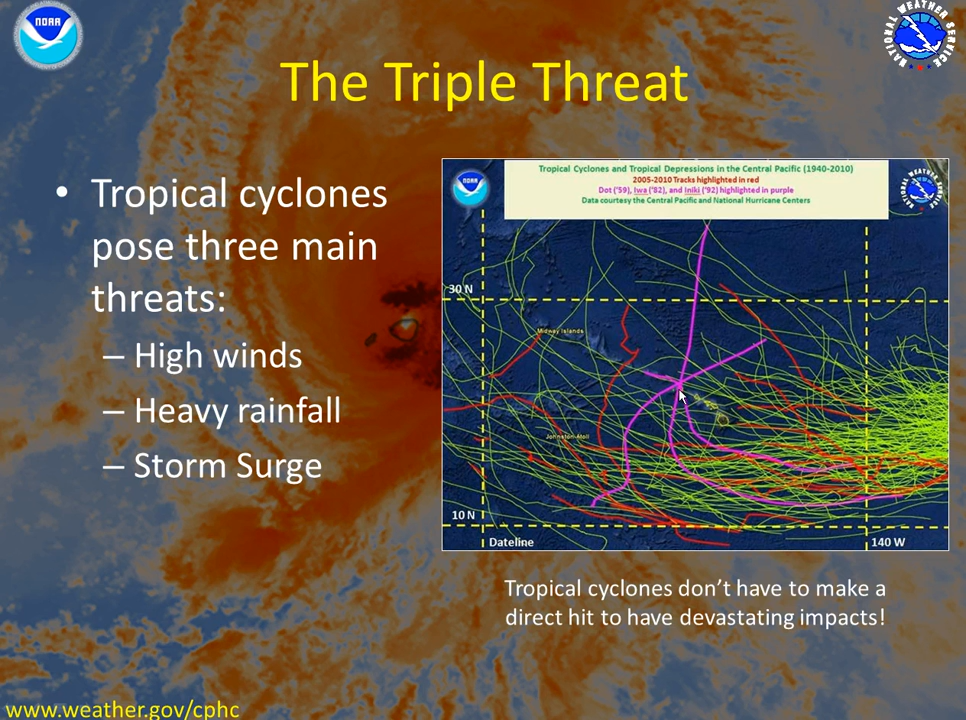 NOAA
NATIONAL WEATHER SERVICE
The Triple Threat
• Tropical cyclones
pose three main
threats:
– High winds
– Heavy rainfall
– Storm Surge
Tropical Cyclones and Tropical Depressions in the Central Pacific (1940-2010)
2005-2010 Tracks highlighted in red
Dot ('59), Iwa ('82), and Iniki ('92) highlighted in purple
Data courtesy the Central Pacific and National Hurricane Centers
NOAA
30 N
Midway Islands
Johnston Atoll
10 N
Dateline
140 W
Tropical cyclones don't have to make a
direct hit to have devastating impacts!
www.weather.gov/cphc